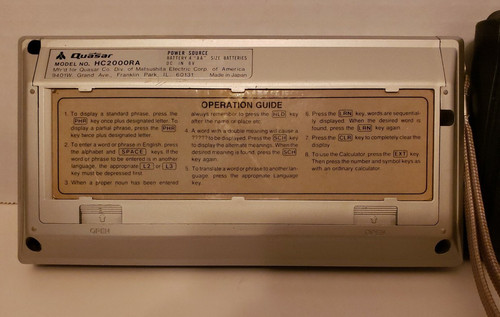 Quasar
MODEL NO. HC2000RA
POWER SOURCE
BATTERY 4 "AA" SIZE BATTERIES
DC IN 6V
Mfr'd for Quasar Co. Div. of Matsushita Electric Corp. of America
9401W. Grand Ave., Franklin Park, IL. 60131 Made in Japan
OPERATION GUIDE
1. To display a standard phrase, press the
PHR key once plus designated letter. To
display a partial phrase, press the PHR
key twice plus designated letter.
2. To enter a word or phrase in English, press
the alphabet and SPACE keys. If the
word or phrase to be entered is in another
language, the appropriate L2 or L3
key must be depressed first.
3. When a proper noun has been entered
always remember to press the HLD key
after the name or place etc.
4. A word with a double meaning will cause a
????? to be displayed. Press the SCH key
to display the alternate meanings. When the
desired meaning is found, press the SCH
key again.
5. To translate a word or phrase to another lan-
guage, press the appropriate Language
key.
6. Press the LRN key, words are sequential-
ly displayed. When the desired word is
found, press the LRN key again.
7. Press the CLR key to completely clear the
display.
8. To use the Calculator, press the EXT key.
Then press the number and symbol keys as
with an ordinary calculator.
OPEN